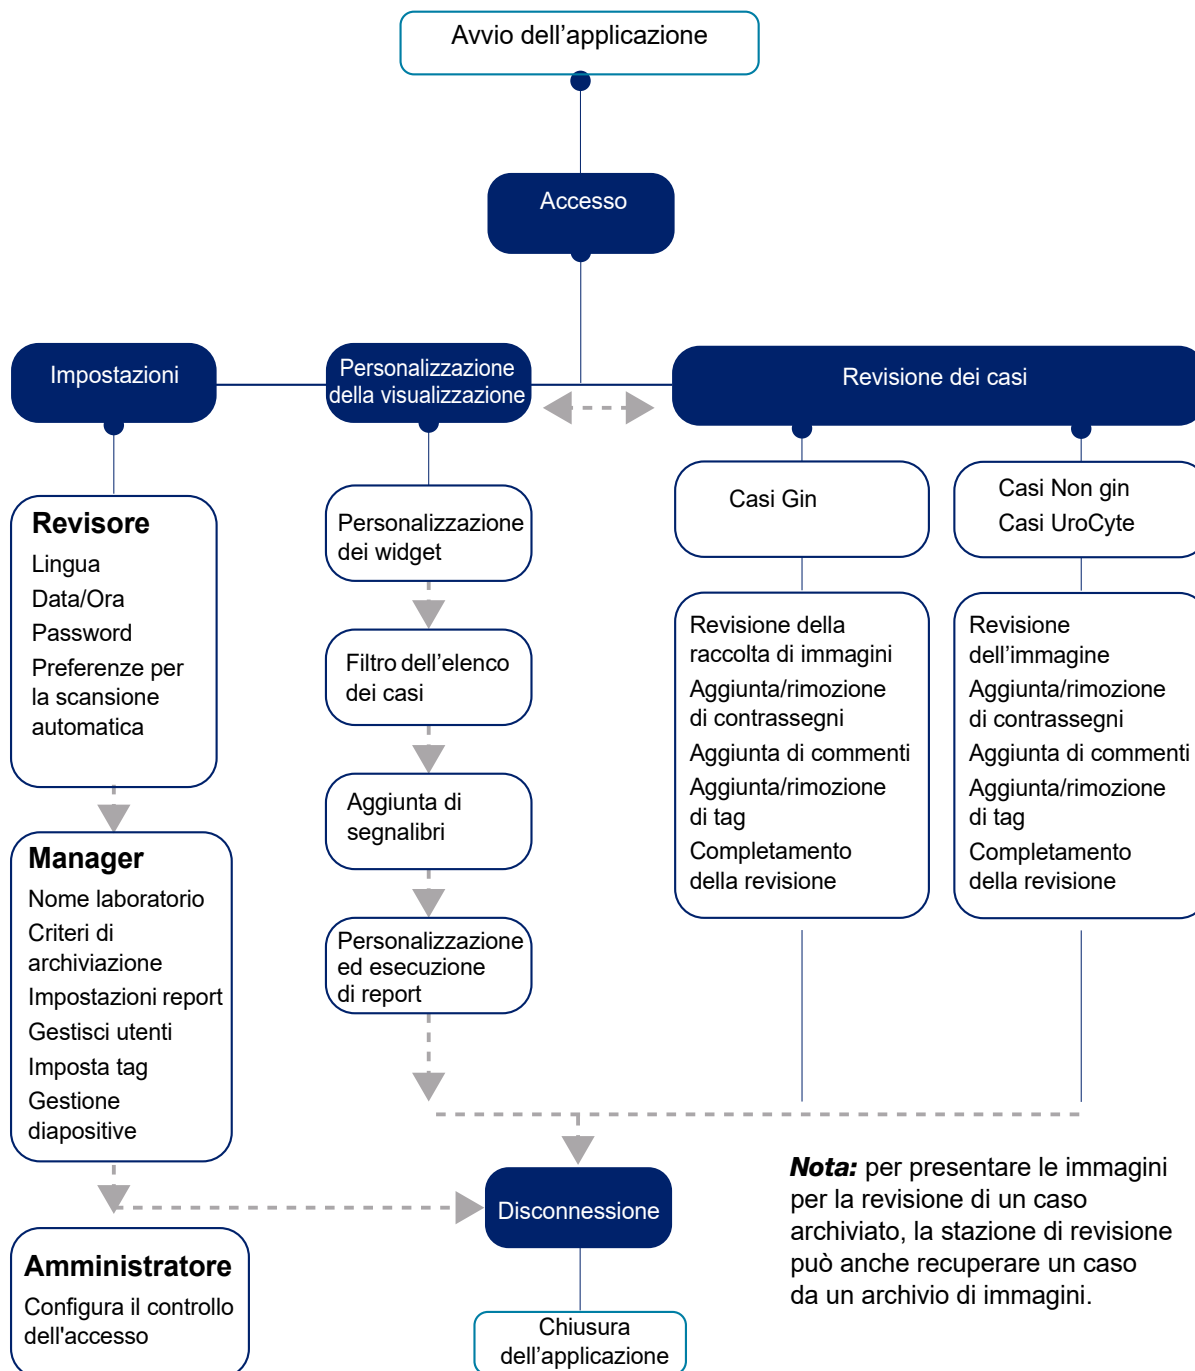 Avvio dell’applicazione
Accesso
Impostazioni
Personalizzazione
della visualizzazione
Revisione dei casi
Revisore
Lingua
Data/Ora
Password
Preferenze per
la scansione
automatica
Manager
Nome laboratorio
Criteri di
archiviazione
Impostazioni report
Gestisci utenti
Imposta tag
Gestione
diapositive
Amministratore
Configura il controllo
dell'accesso
Personalizzazione
dei widget
Filtro dell’elenco
dei casi
Aggiunta di
segnalibri
Personalizzazione
ed esecuzione
di report
Casi Gin
Revisione della
raccolta di immagini
Aggiunta/rimozione
di contrassegni
Aggiunta di commenti
Aggiunta/rimozione
di tag
Completamento
della revisione
Casi Non gin
Casi UroCyte
Revisione
dell’immagine
Aggiunta/rimozione
di contrassegni
Aggiunta di commenti
Aggiunta/rimozione
di tag
Completamento
della revisione
Disconnessione
Chiusura
dell’applicazione
Nota: per presentare le immagini
per la revisione di un caso
archiviato, la stazione di revisione
può anche recuperare un caso
da un archivio di immagini.